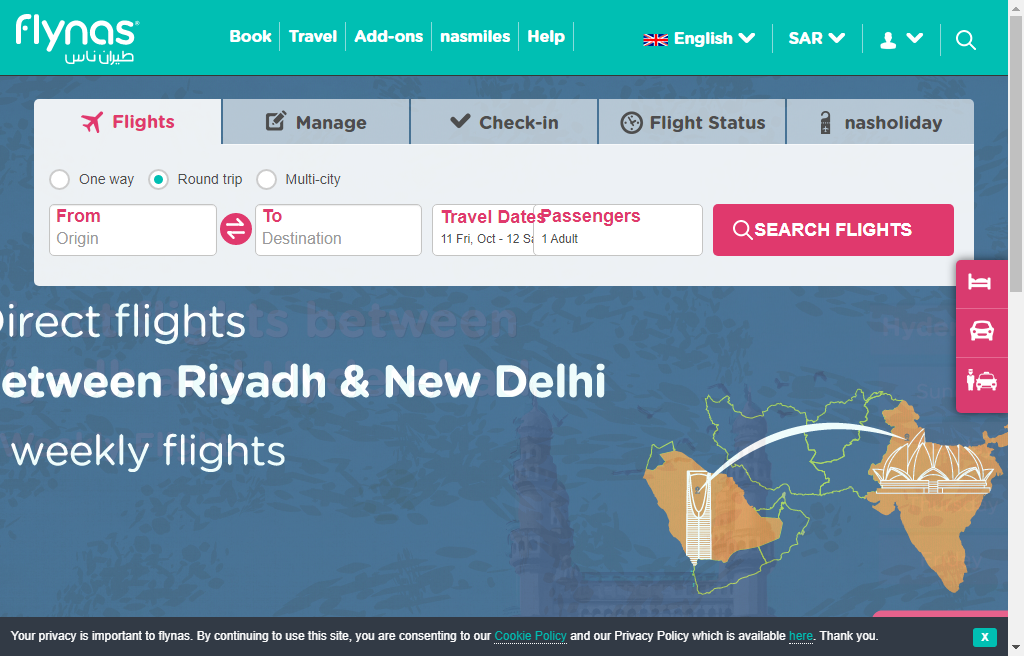 flynas
طيران ناس
Book
Travel
Add-ons
nasmiles
Help
English
SAR
Flights
Manage
Check-in
Flight Status
nasholiday
One way
Round trip
Multi-city
From
Origin
To
Destination
Travel Dates
11 Fri, Oct - 12 Sa
Passengers
1 Adult
SEARCH FLIGHTS
irect flights
etween Riyadh & New Delhi
weekly flights
Your privacy is important to flynas. By continuing to use this site, you are consenting to our Cookie Policy and our Privacy Policy which is available here. Thank you.
x